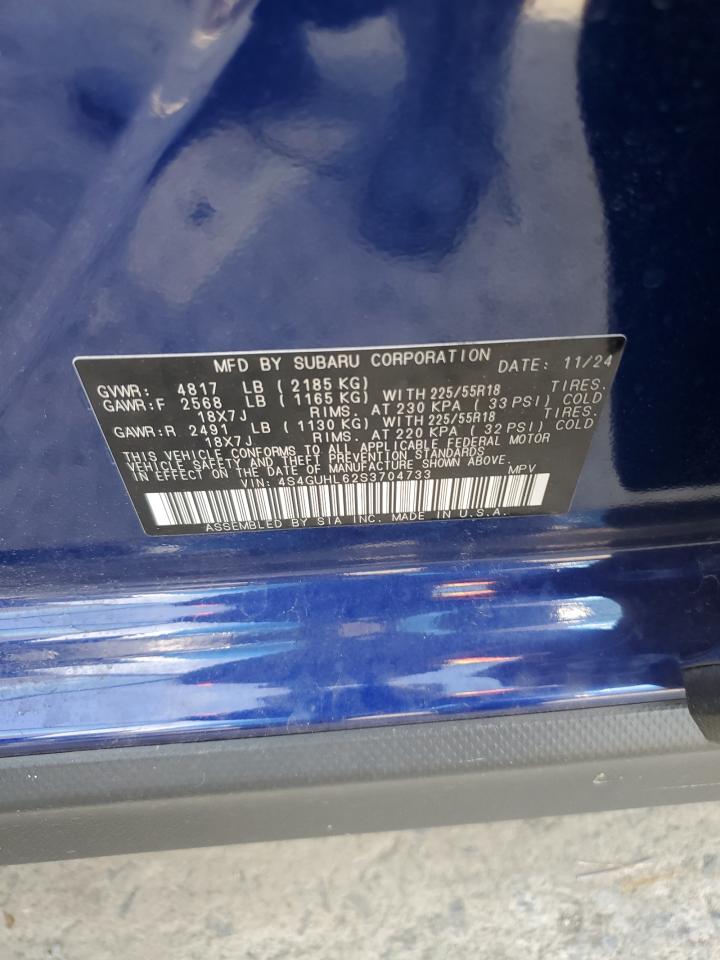 MFD BY SUBARU CORPORATION DATE: 11/24
GVWR: 4817 LB (2185 KG)
GAWR:F 2568 LB (1165 KG) WITH 225/55R18 TIRES.
18X7J RIMS. AT 230 KPA (33 PSI) COLD
GAWR:R 2491 LB (1130 KG) WITH 225/55R18 TIRES.
18X7J RIMS. AT 220 KPA (32 PSI) COLD
THIS VEHICLE CONFORMS TO ALL APPLICABLE FEDERAL MOTOR
VEHICLE SAFETY AND THEFT PREVENTION STANDARDS
IN EFFECT ON DATE OF MANUFACTURE SHOWN ABOVE.
VIN: 4S4GUHL62S3704733 MPV
ASSEMBLED BY SIA INC. MADE IN U.S.A.